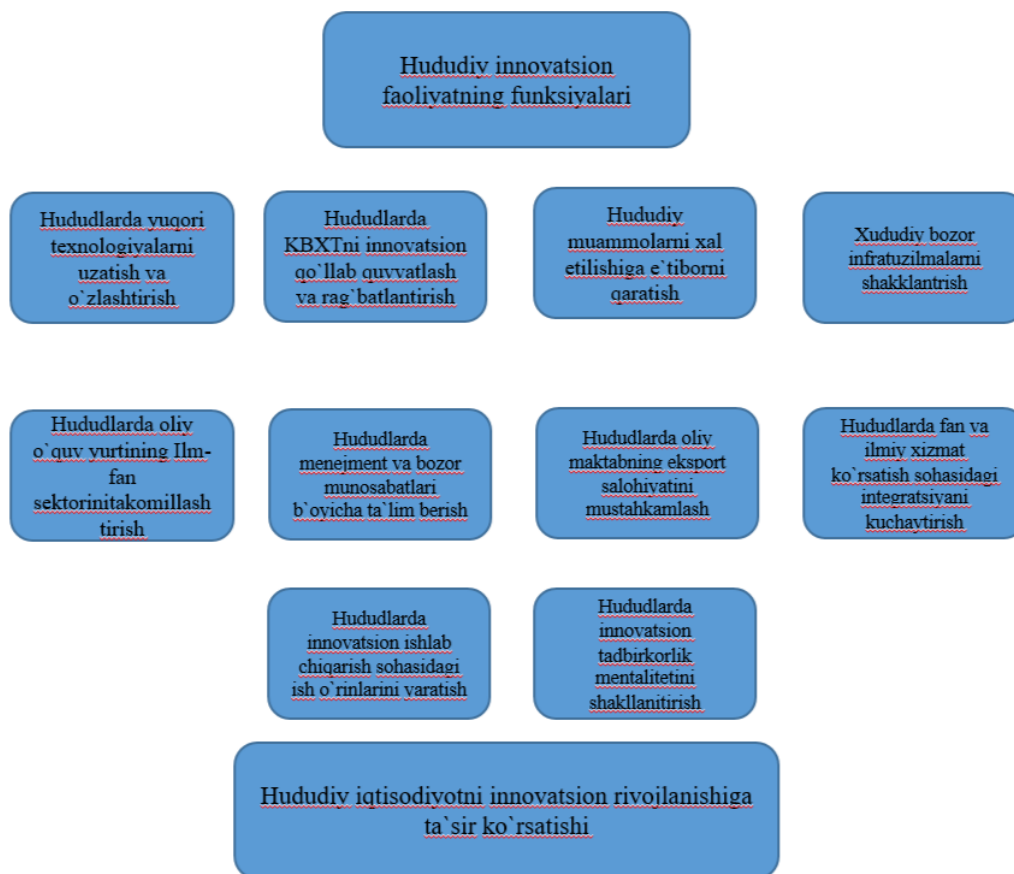 Hududiy innovatsion
faoliyatning funksiyalari
Hududlarda yuqori
texnologiyalarni
uzatish va
o`zlashtirish
Hududlarda
KBXTni innovatsion
qo`llab quvvatlash
va rag`batlantirish
Hududiy
muammolarni xal
etilishiga e`tiborni
qaratish
Xududiy bozor
infratuzilmalarni
shakklantrish
Hududlarda oliy
o`quv yurtining Ilm-
fan
sektorinitakomillash
tirish
Hududlarda
menejment va bozor
munosabatlari
b`oyicha ta`lim berish
Hududlarda oliy
maktabning eksport
salohiyatini
mustahkamlash
Hududlarda fan va
ilmiy xizmat
ko`rsatish sohasidagi
integratsiyani
kuchaytirish
Hududlarda
innovatsion ishlab
chiqarish sohasidagi
ish o`rinlarini yaratish
Hududlarda
innovatsion
tadbirkorlik
mentalitetini
shakllanitirish
Hududiy iqtisodiyotni innovatsion rivojlanishiga
ta`sir ko`rsatishi